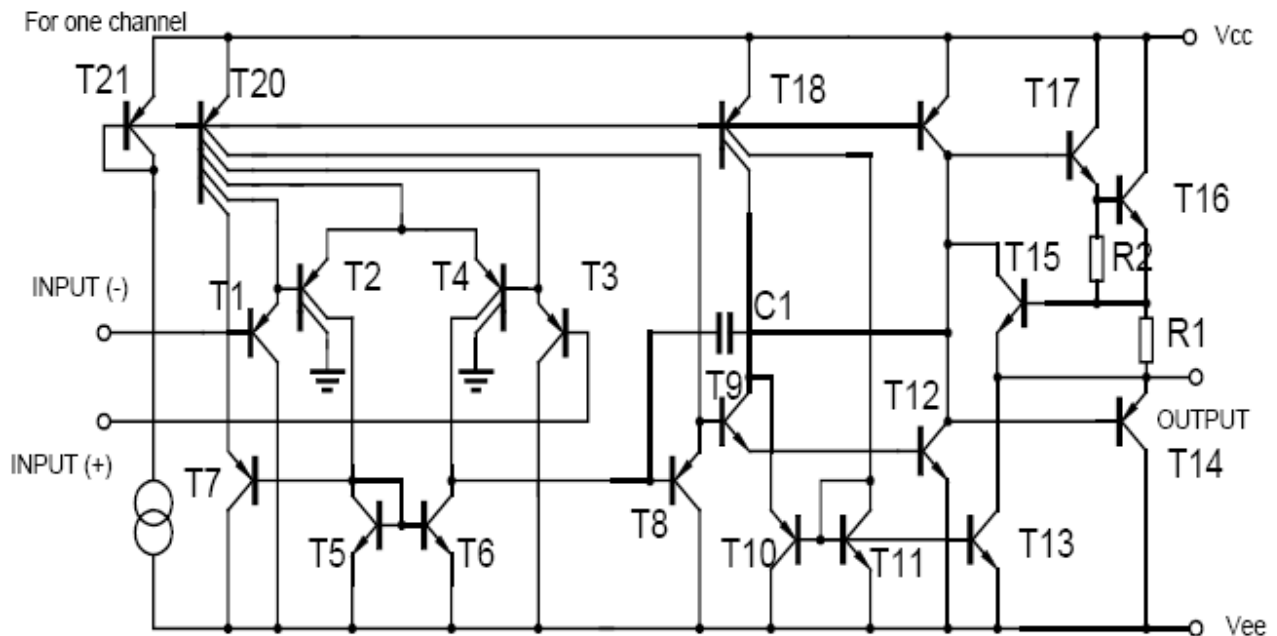 For one channel
Vcc
T21
T20
T18
T17
T16
INPUT (-)
T1
T2
T4
T3
T15
R2
C1
R1
T9
T12
OUTPUT
INPUT (+)
T7
T8
T14
T5
T6
T10
T11
T13
Vee